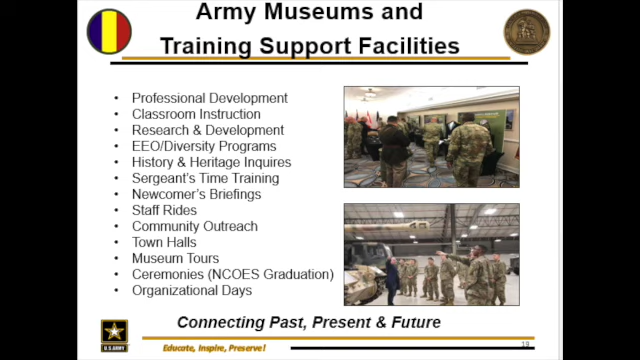 Army Museums and
Training Support Facilities
• Professional Development
• Classroom Instruction
• Research & Development
• EEO/Diversity Programs
• History & Heritage Inquires
• Sergeant's Time Training
• Newcomer's Briefings
• Staff Rides
• Community Outreach
• Town Halls
• Museum Tours
• Ceremonies (NCOES Graduation)
• Organizational Days
Connecting Past, Present & Future
U.S.ARMY
Educate, Inspire, Preserve!
19